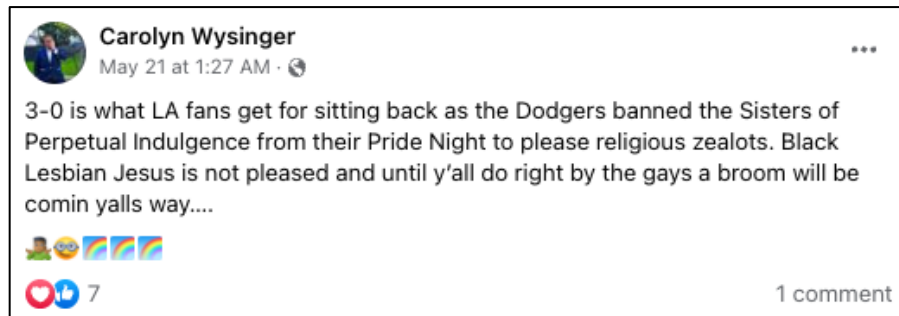 Carolyn Wysinger
May 21 at 1:27 AM ·
3-0 is what LA fans get for sitting back as the Dodgers banned the Sisters of
Perpetual Indulgence from their Pride Night to please religious zealots. Black
Lesbian Jesus is not pleased and until y’all do right by the gays a broom will be
comin yalls way....
7
1 comment